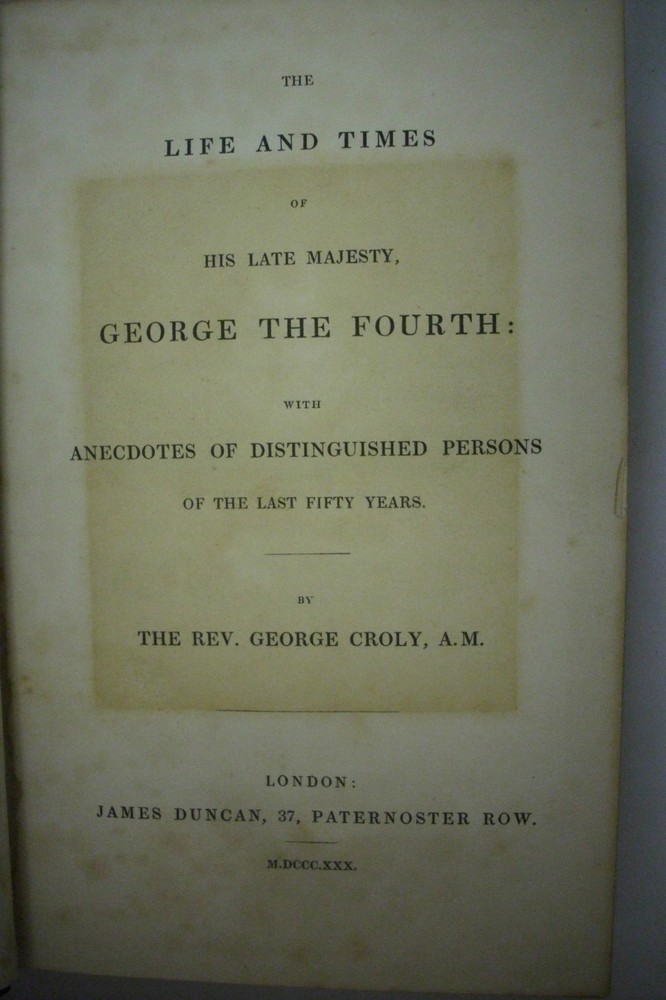 THE
LIFE AND TIMES
OF
HIS LATE MAJESTY,
GEORGE THE FOURTH:
WITH
ANECDOTES OF DISTINGUISHED PERSONS
OF THE LAST FIFTY YEARS.
BY
THE REV. GEORGE CROLY, A.M.
LONDON:
JAMES DUNCAN, 37, PATERNOSTER ROW.
M.DCCC.XXX.